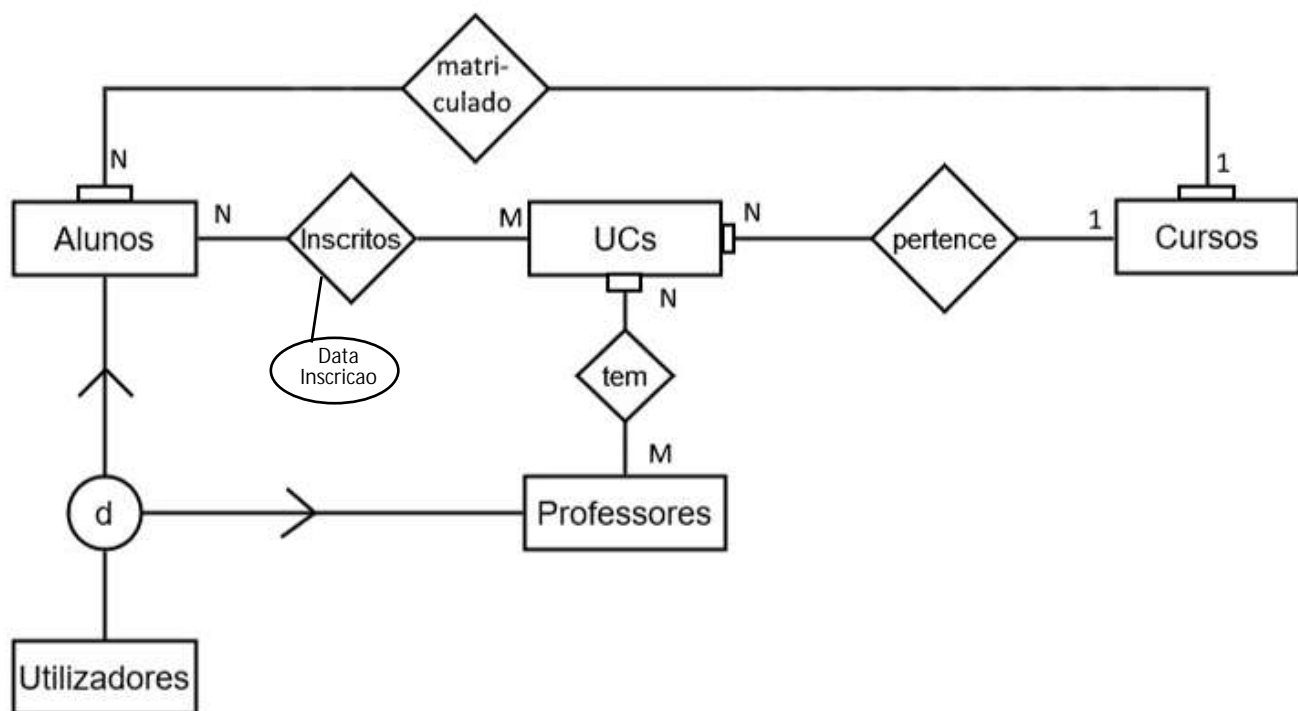 matri-
culado
N
1
N
M
N
1
Alunos
Inscritos
UCs
pertence
Cursos
N
Data
Inscricao
tem
M
d
Professores
Utilizadores